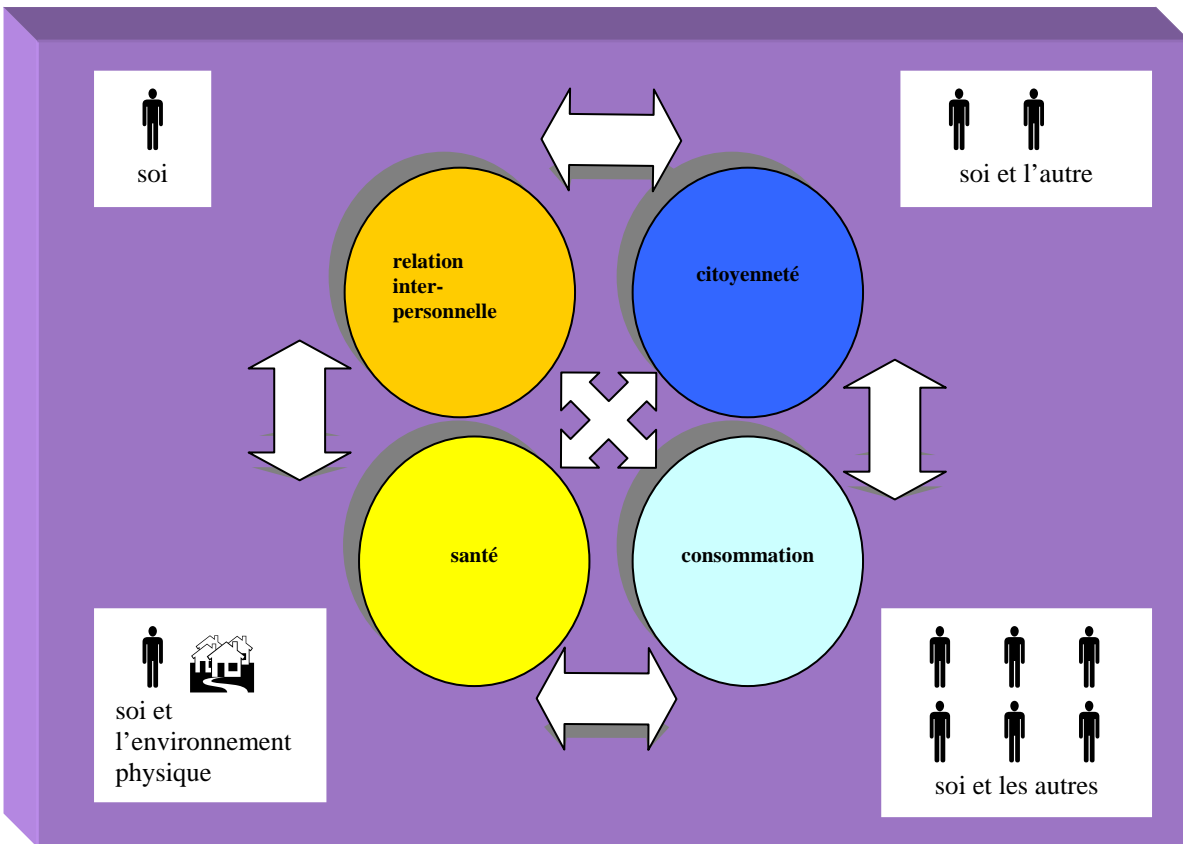 soi
soi et l’autre
relation
inter-
personnelle
citoyenneté
santé
consommation
soi et
l’environnement
physique
soi et les autres